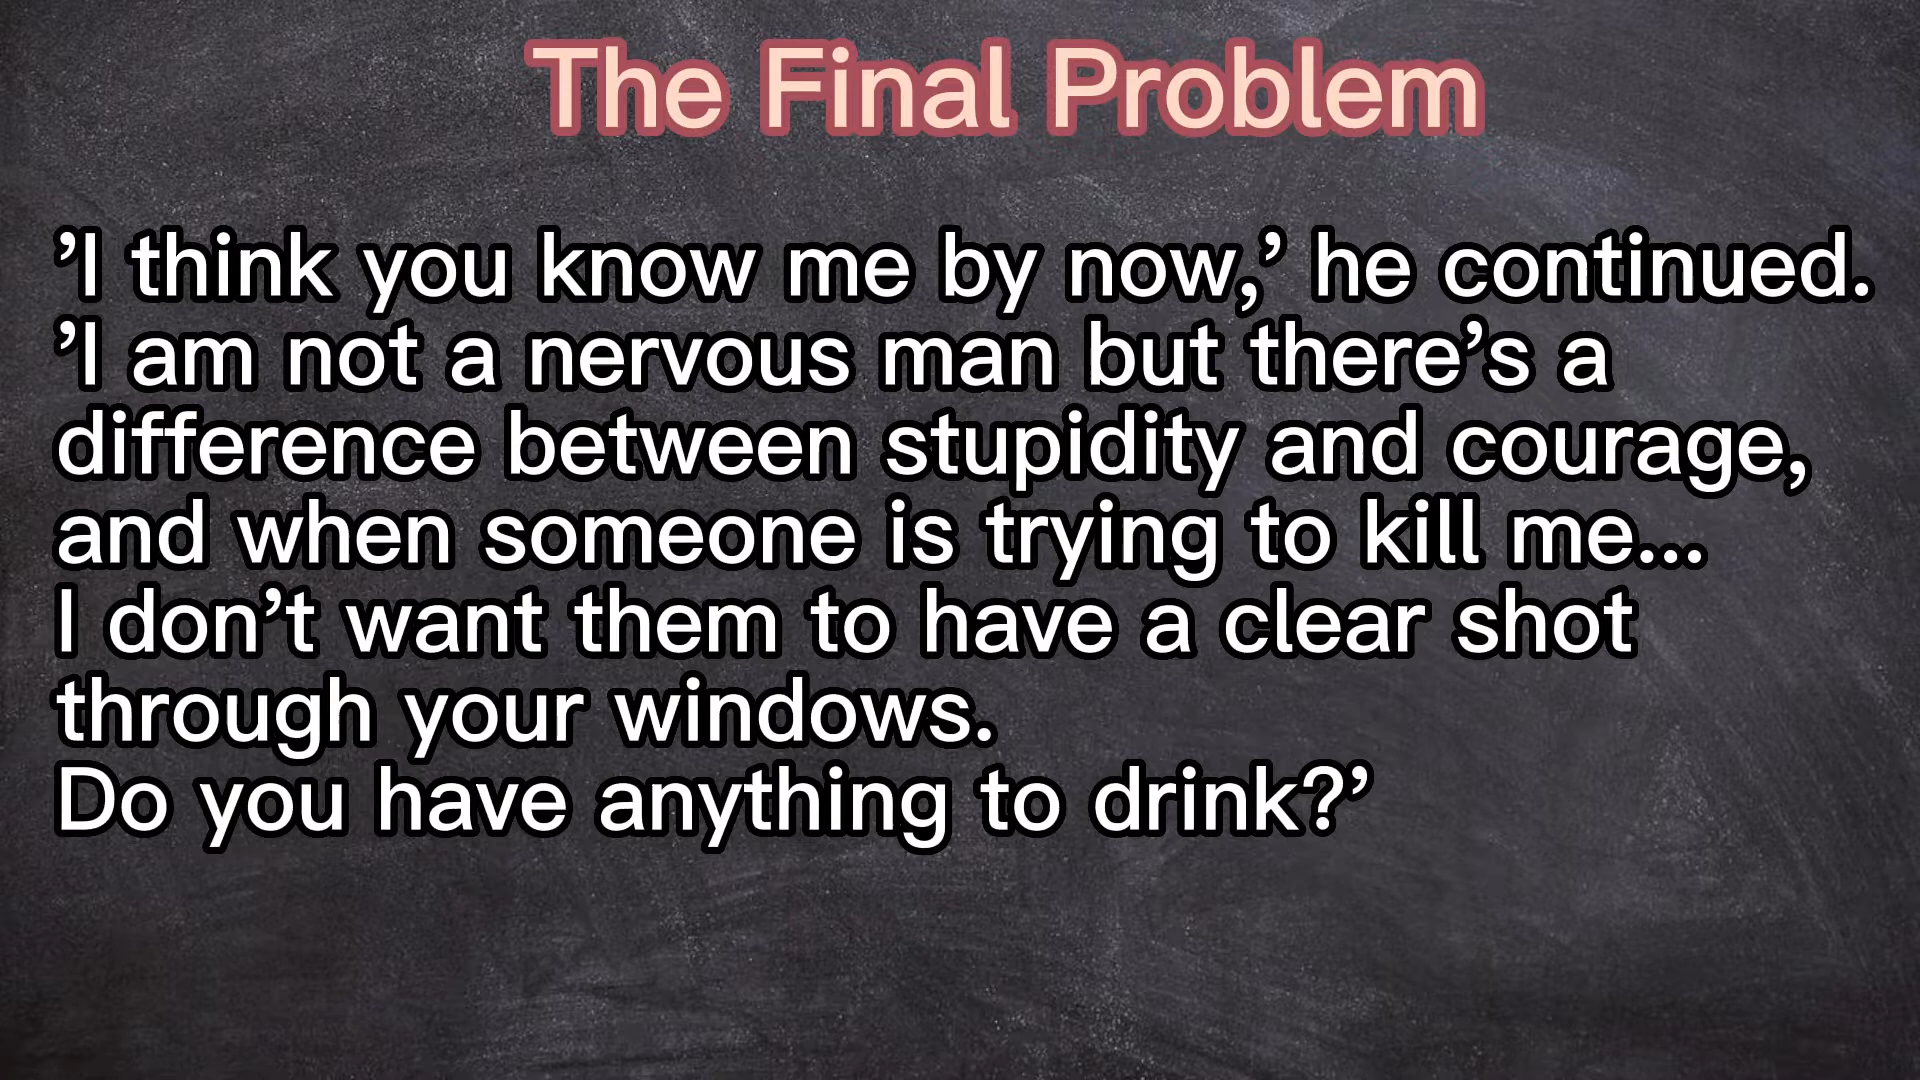 The Final Problem
’I think you know me by now,’ he continued.
’I am not a nervous man but there’s a
difference between stupidity and courage,
and when someone is trying to kill me...
I don’t want them to have a clear shot
through your windows.
Do you have anything to drink?’